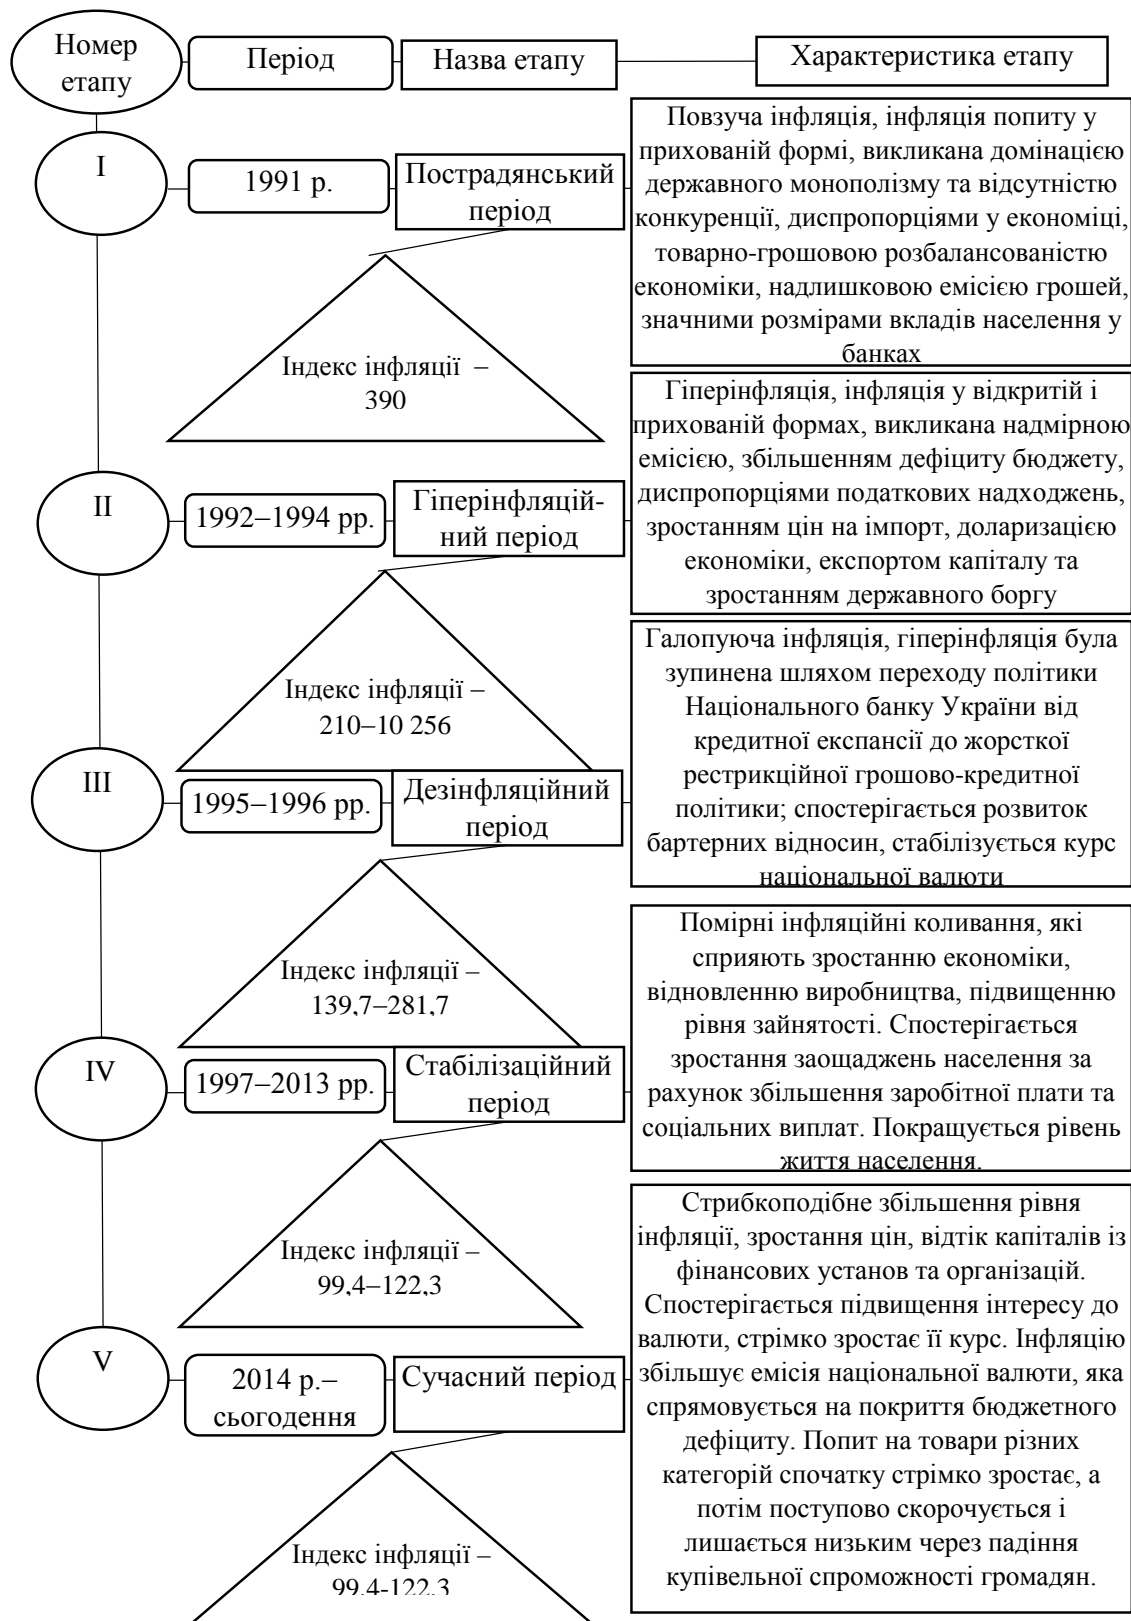 Номер
етапу
Період
Назва етапу
Характеристика етапу
I
1991 р.
Пострадянський
період
Повзуча інфляція, інфляція попиту у
прихованій формі, викликана домінацією
державного монополізму та відсутністю
конкуренції, диспропорціями у економіці,
товарно-грошовою розбалансованістю
економіки, надлишковою емісією грошей,
значними розмірами вкладів населення у
банках
Індекс інфляції –
390
II
1992–1994 рр.
Гіперінфляцій-
ний період
Гіперінфляція, інфляція у відкритій і
прихованій формах, викликана надмірною
емісією, збільшенням дефіциту бюджету,
диспропорціями податкових надходжень,
зростанням цін на імпорт, доларизацією
економіки, експортом капіталу та
зростанням державного боргу
Індекс інфляції –
210–10 256
III
1995–1996 рр.
Дезінфляційний
період
Галопуюча інфляція, гіперінфляція була
зупинена шляхом переходу політики
Національного банку України від
кредитної експансії до жорсткої
рестрикційної грошово-кредитної
політики; спостерігається розвиток
бартерних відносин, стабілізується курс
національної валюти
Індекс інфляції –
139,7–281,7
IV
1997–2013 рр.
Стабілізаційний
період
Помірні інфляційні коливання, які
сприяють зростанню економіки,
відновленню виробництва, підвищенню
рівня зайнятості. Спостерігається
зростання заощаджень населення за
рахунок збільшення заробітної плати та
соціальних виплат. Покращується рівень
життя населення.
Індекс інфляції –
99,4–122,3
V
2014 р.–
сьогодення
Сучасний період
Стрибкоподібне збільшення рівня
інфляції, зростання цін, відтік капіталів із
фінансових установ та організацій.
Спостерігається підвищення інтересу до
валюти, стрімко зростає її курс. Інфляцію
збільшує емісія національної валюти, яка
спрямовується на покриття бюджетного
дефіциту. Попит на товари різних
категорій спочатку стрімко зростає, а
потім поступово скорочується і
лишається низьким через падіння
купівельної спроможності громадян.
Індекс інфляції –
99,4-122,3